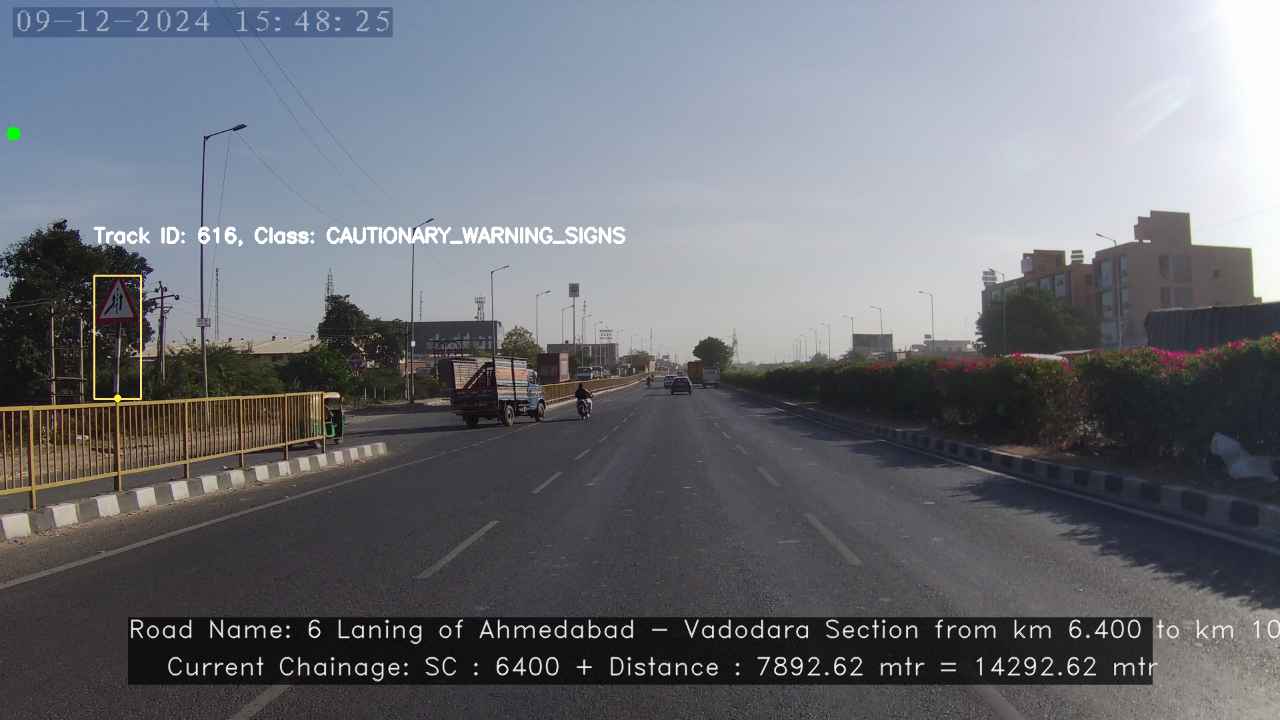 09-12-2024 15:48:25
Track ID: 616, Class: CAUTIONARY_WARNING_SIGNS
Road Name: 6 Laning of Ahmedabad - Vadodara Section from km 6.400 to km 10
Current Chainage: SC : 6400 + Distance : 7892.62 mtr = 14292.62 mtr